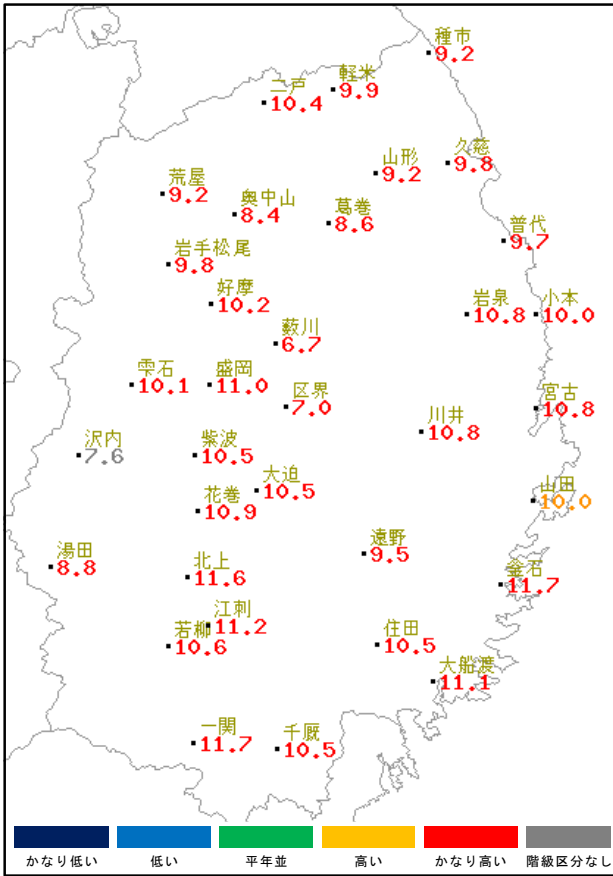 種市
9.2
軽米
9.9
二戸
10.4
久慈
9.8
山形
9.2
荒屋
9.2
奥中山
8.4
葛巻
8.6
普代
9.7
岩手松尾
9.8
好摩
10.2
岩泉
10.8
小本
10.0
薮川
6.7
雫石
10.1
盛岡
11.0
区界
7.0
宮古
10.8
川井
10.8
沢内
7.6
紫波
10.5
大迫
10.5
山田
10.0
花巻
10.9
遠野
9.5
湯田
8.8
北上
11.6
釜石
11.7
江刺
11.2
若柳
10.6
住田
10.5
大船渡
11.1
一関
11.7
千厩
10.5
かなり低い 低い 平年並 高い かなり高い 階級区分なし